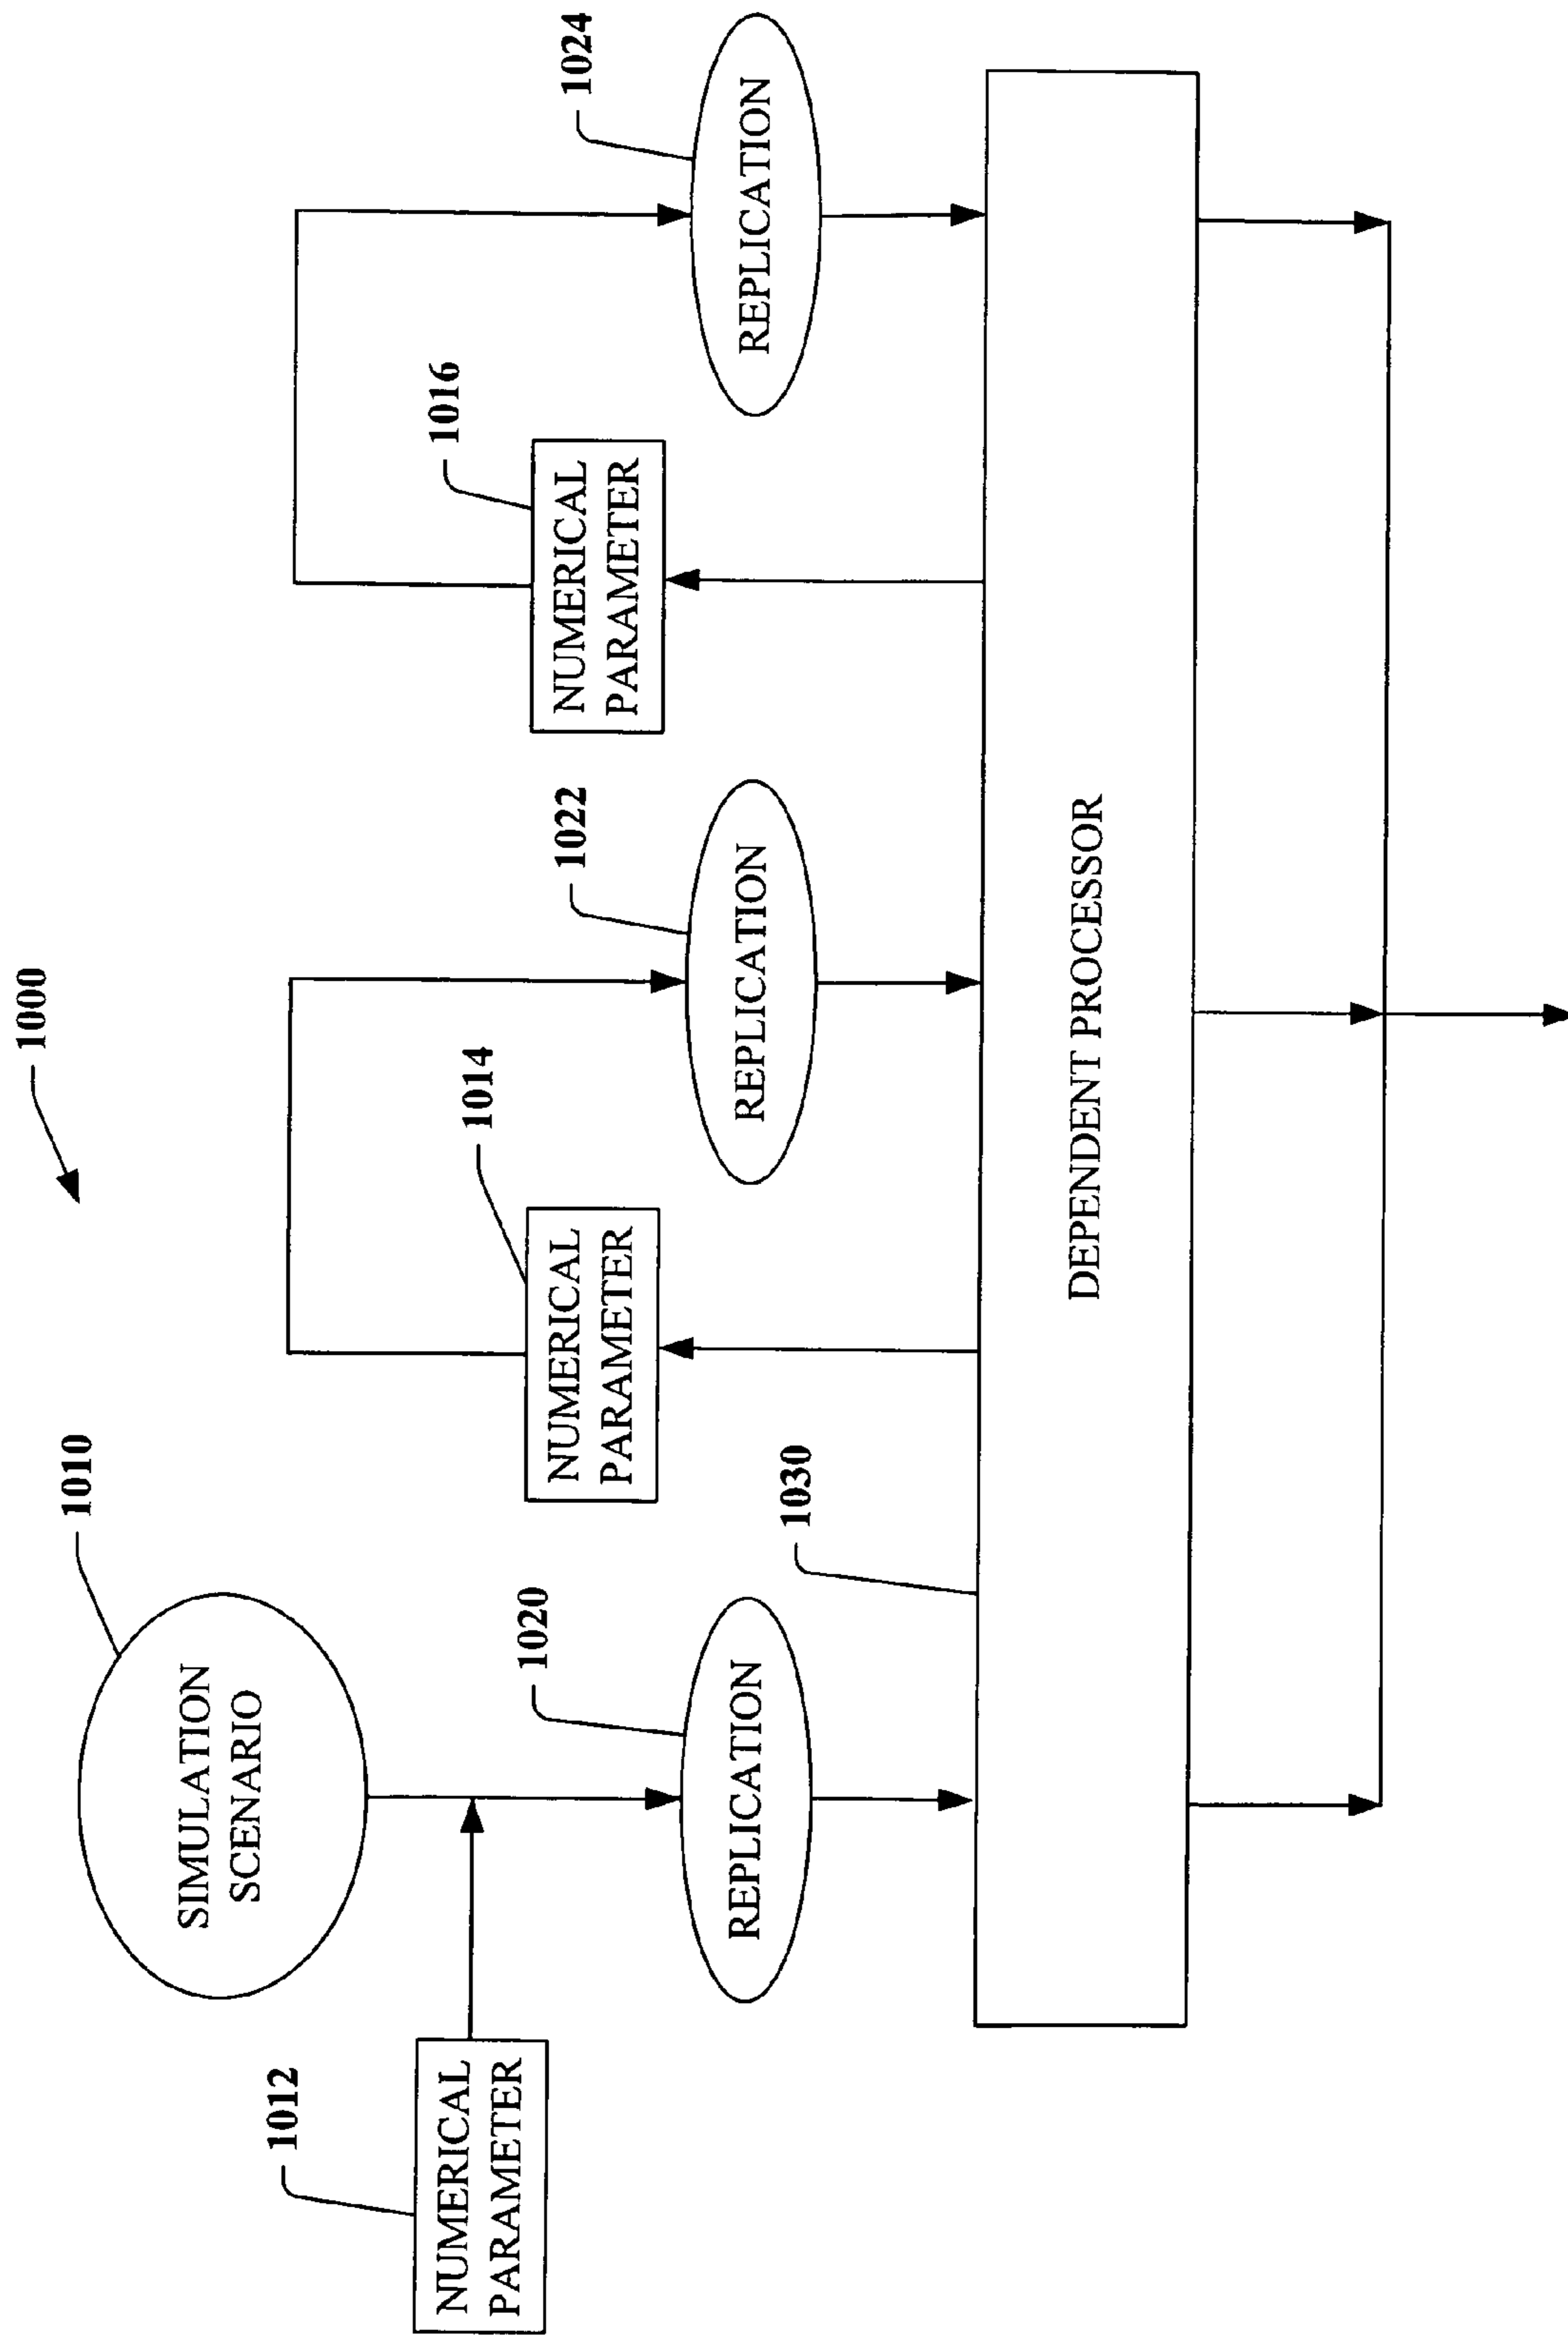 1000
1010
SIMULATION
SCENARIO
1012
NUMERICAL
PARAMETER
1014
NUMERICAL
PARAMETER
1016
NUMERICAL
PARAMETER
1020
REPLICATION
1022
REPLICATION
1024
REPLICATION
1030
DEPENDENT PROCESSOR